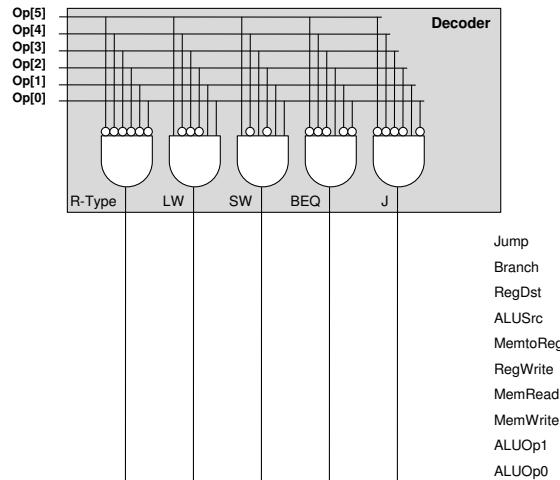 Op[5]
Decoder
Op[4]
Op[3]
Op[2]
Op[1]
Op[0]
R-Type LW SW BEQ J
Jump
Branch
RegDst
ALUSrc
MemtoReg
RegWrite
MemRead
MemWrite
ALUOp1
ALUOp0